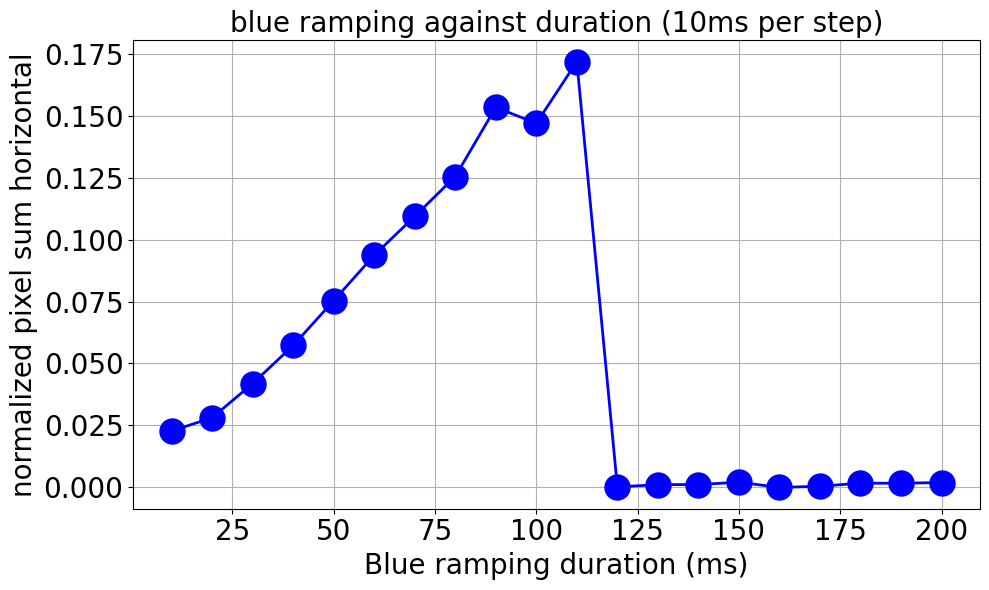 blue ramping against duration (10ms per step)
normalized pixel sum horizontal
0.175
0.150
0.125
0.100
0.075
0.050
0.025
0.000
25 50 75 100 125 150 175 200
Blue ramping duration (ms)